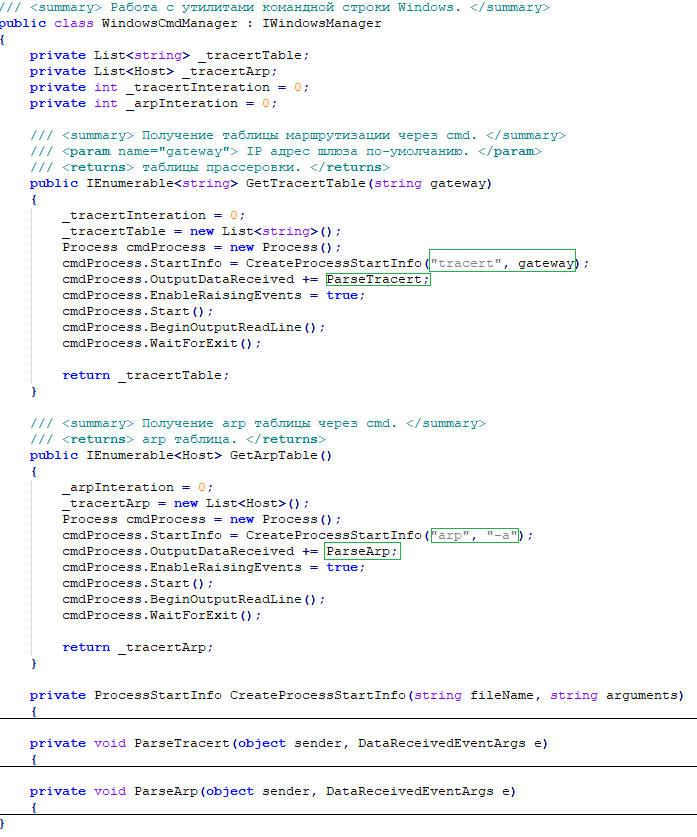 /// <summary> Работа с утилитами командной строки Windows. </summary>
public class WindowsCmdManager : IWindowsManager
{
    private List<string> _tracertTable;
    private List<Host> _tracertArp;
    private int _tracertInteration = 0;
    private int _arpInteration = 0;

    /// <summary> Получение таблицы маршрутизации через cmd. </summary>
    /// <param name="gateway"> IP адрес шлюза по-умолчанию. </param>
    /// <returns> таблицы прассеровки. </returns>
    public IEnumerable<string> GetTracertTable(string gateway)
    {
        _tracertInteration = 0;
        _tracertTable = new List<string>();
        Process cmdProcess = new Process();
        cmdProcess.StartInfo = CreateProcessStartInfo("tracert", gateway);
        cmdProcess.OutputDataReceived += ParseTracert;
        cmdProcess.EnableRaisingEvents = true;
        cmdProcess.Start();
        cmdProcess.BeginOutputReadLine();
        cmdProcess.WaitForExit();

        return _tracertTable;
    }

    /// <summary> Получение arp таблицы через cmd. </summary>
    /// <returns> arp таблица. </returns>
    public IEnumerable<Host> GetArpTable()
    {
        _arpInteration = 0;
        _tracertArp = new List<Host>();
        Process cmdProcess = new Process();
        cmdProcess.StartInfo = CreateProcessStartInfo("arp", "-a");
        cmdProcess.OutputDataReceived += ParseArp;
        cmdProcess.EnableRaisingEvents = true;
        cmdProcess.Start();
        cmdProcess.BeginOutputReadLine();
        cmdProcess.WaitForExit();

        return _tracertArp;
    }

    private ProcessStartInfo CreateProcessStartInfo(string fileName, string arguments)
    {

    private void ParseTracert(object sender, DataReceivedEventArgs e)
    {

    private void ParseArp(object sender, DataReceivedEventArgs e)
    {
}